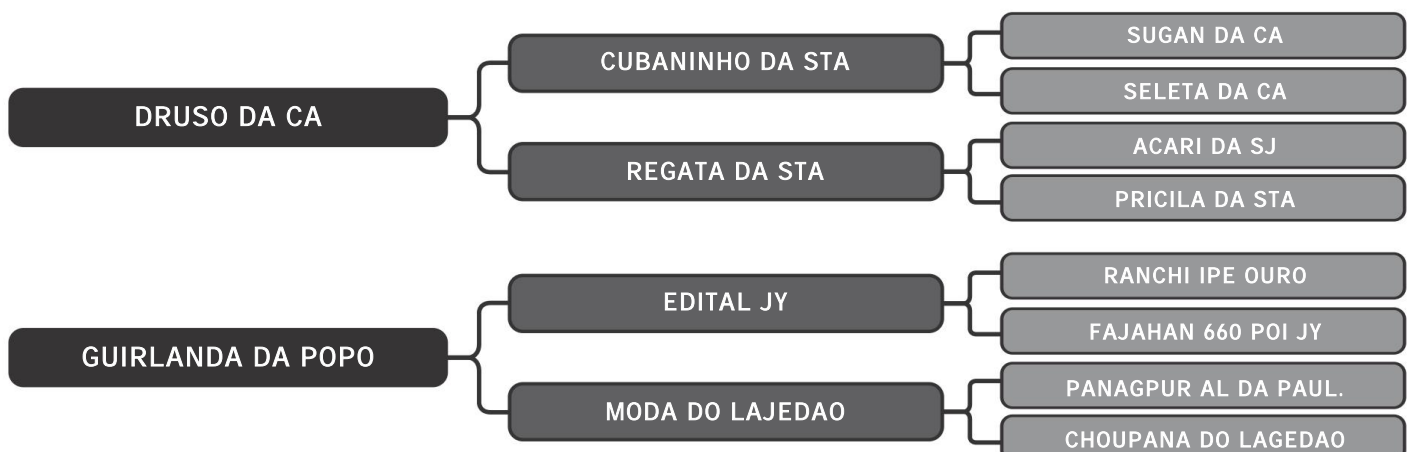 DRUSO DA CA
CUBANINHO DA STA
SUGAN DA CA
SELETA DA CA
REGATA DA STA
ACARI DA SJ
PRICILA DA STA
GUIRLANDA DA POPO
EDITAL JY
RANCHI IPE OURO
FAJAHAN 660 POI JY
MODA DO LAJEDAO
PANAGPUR AL DA PAUL.
CHOUPANA DO LAGEDAO